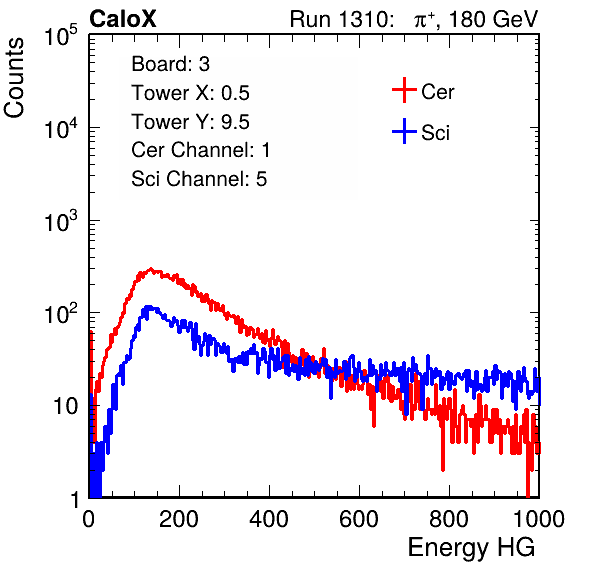 CaloX Run 1310: π⁺, 180 GeV
Counts
10⁵
10⁴
10³
10²
10
1
Board: 3
Tower X: 0.5
Tower Y: 9.5
Cer Channel: 1
Sci Channel: 5
Cer
Sci
0 200 400 600 800 1000
Energy HG